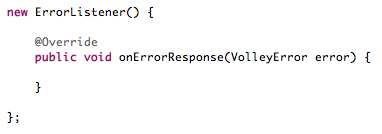 new ErrorListener() {
@Override
public void onErrorResponse(VolleyError error) {
}
};